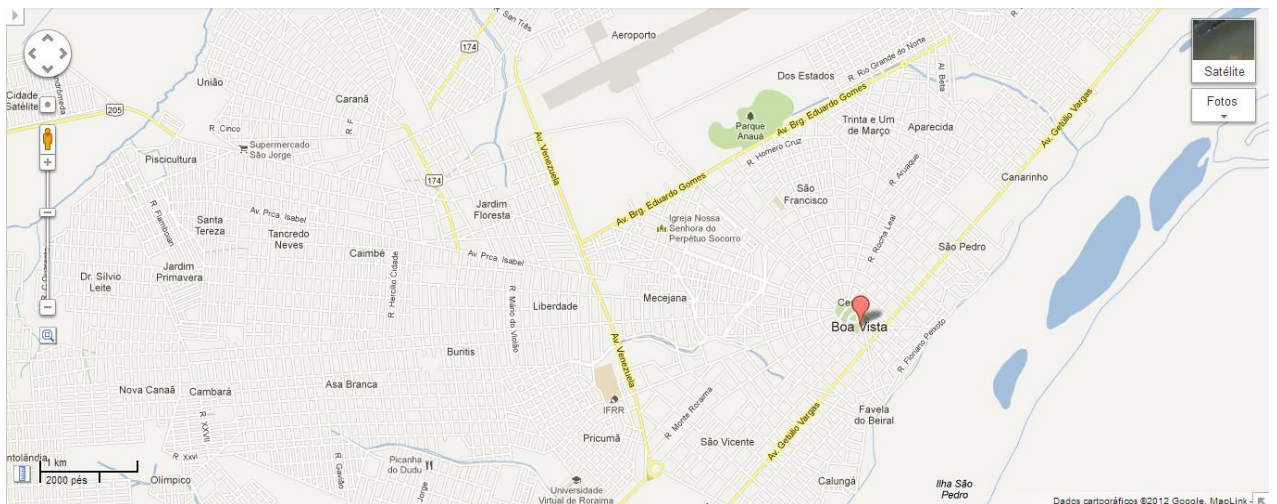 R. San Três
Aeroporto
174
Satélite
União
Dos Estados
R. Rio Grande do Norte
Al. Beta
Cidade
Satélite
Andrômeda
Caranã
Fotos
205
R. F
Av. Brg. Eduardo Gomes
Av. Getúlio Vargas
R. Cinco
Parque
Anauá
Trinta e Um
de Março
Aparecida
Supermercado
São Jorge
Av. Venezuela
R. Homero Cruz
Piscicultura
174
R. Aruaque
Canarinho
São
Francisco
R. Flamboian
Jardim
Floresta
Av. Brg. Eduardo Gomes
Santa
Tereza
Av. Prca. Isabel
Tancredo
Neves
Igreja Nossa
Senhora do
Perpétuo Socorro
R. Rocha Leal
São Pedro
Caimbé
Av. Prca. Isabel
Jardim
Primavera
Dr. Sílvio
Leite
R. Hercílio Cidade
R. Mário do Violão
Liberdade
Mecejana
Boa Vista
R. Floriano Peixoto
Av. Venezuela
Buritis
Nova Canaã
Cambará
Asa Branca
IFRR
R. Monte Roraima
Av. Getúlio Vargas
Favela
do Beiral
R. XXVII
Pricumã
São Vicente
R. Xxvi
1 km
2000 pés
Olímpico
R. Gavião
Picanha
do Dudu
Jorge
Universidade
Virtual de Roraima
Calungá
Ilha São
Pedro
Dados cartográficos ©2012 Google, MapLink -